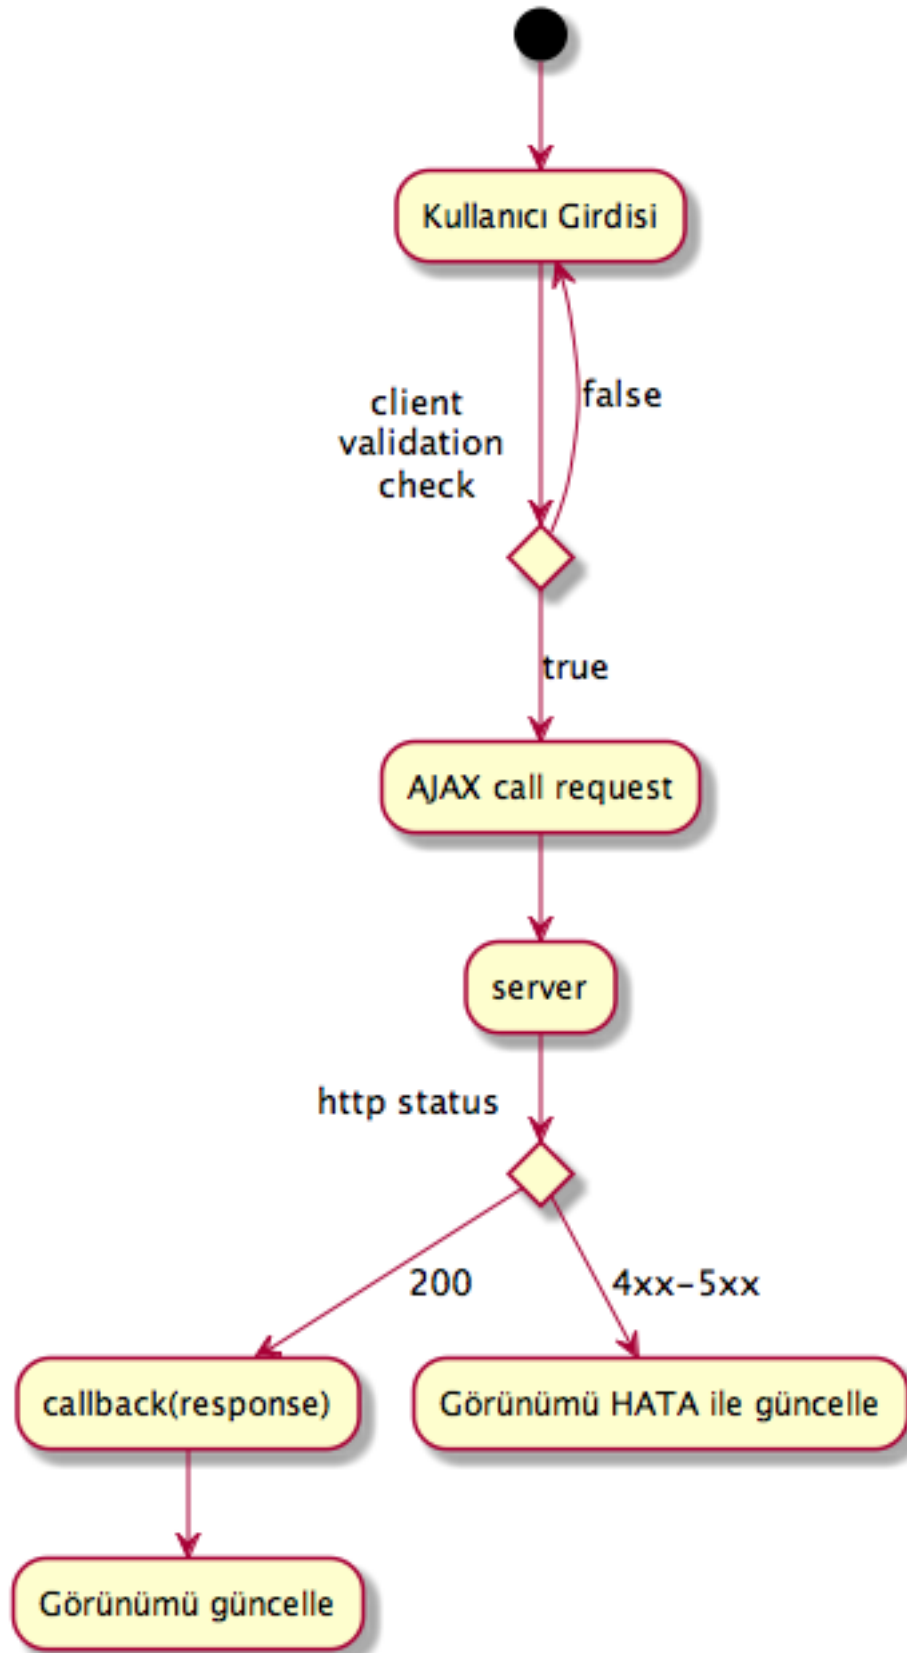 Kullanıcı Girdisi
client
validation
check
false
true
AJAX call request
server
http status
200
4xx-5xx
callback(response)
Görünümü HATA ile güncelle
Görünümü güncelle